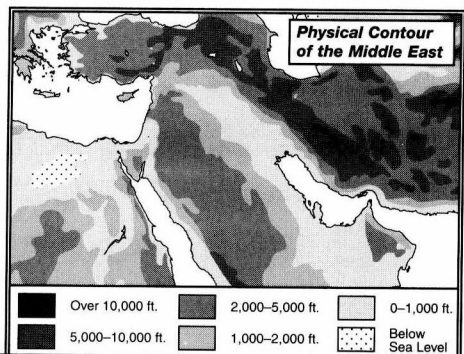 Physical Contour
of the Middle East
Over 10,000 ft.
2,000–5,000 ft.
0–1,000 ft.
5,000–10,000 ft.
1,000–2,000 ft.
Below
Sea Level